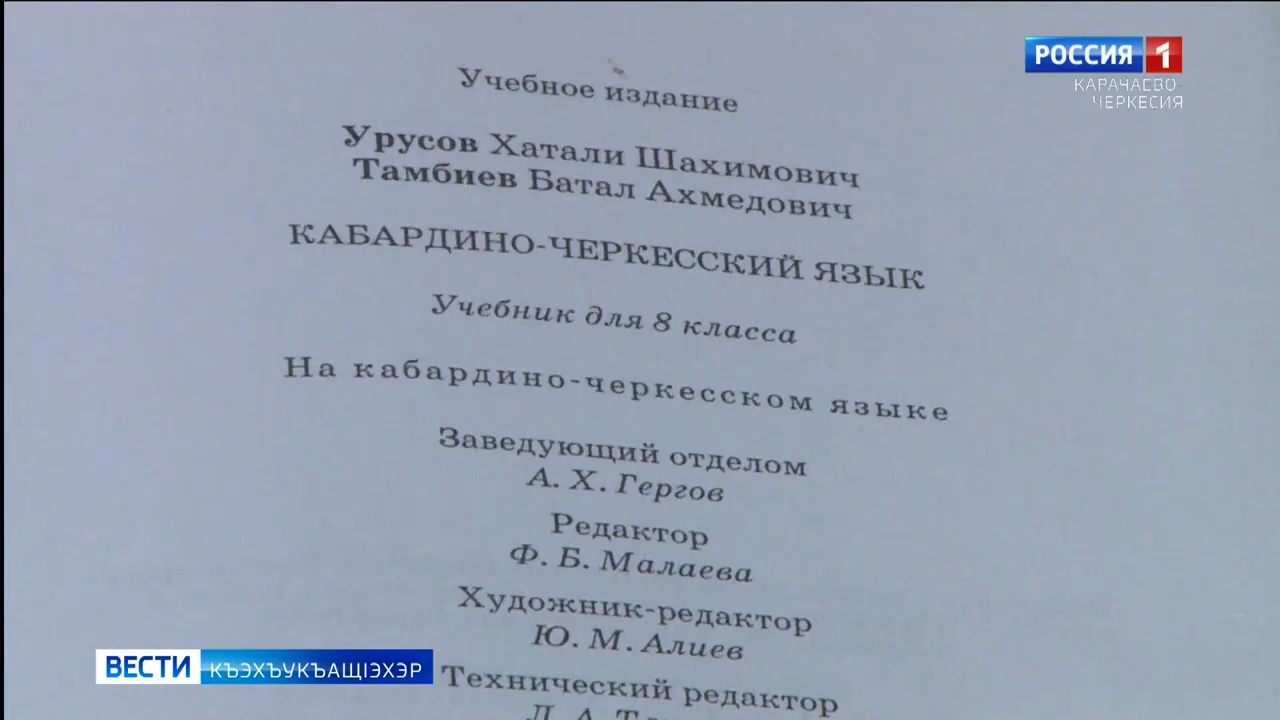 РОССИЯ 1
КАРАЧАЕВО-
ЧЕРКЕСИЯ
Учебное издание
Урусов Хатали Шахимович
Тамбиев Батал Ахмедович
КАБАРДИНО-ЧЕРКЕССКИЙ ЯЗЫК
Учебник для 8 класса
На кабардино-черкесском языке
Заведующий отделом
А. Х. Гергов
Редактор
Ф. Б. Малаева
Художник-редактор
Ю. М. Алиев
Технический редактор
ВЕСТИ КЪЭХЪУКЪАЩІЭХЭР